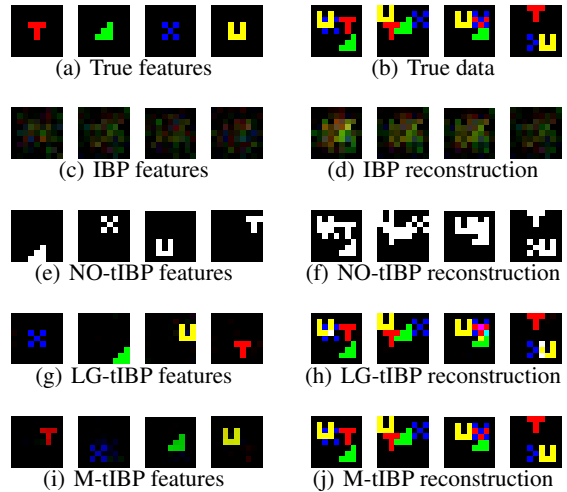 (a) True features
(b) True data
(c) IBP features
(d) IBP reconstruction
(e) NO-tIBP features
(f) NO-tIBP reconstruction
(g) LG-tIBP features
(h) LG-tIBP reconstruction
(i) M-tIBP features
(j) M-tIBP reconstruction